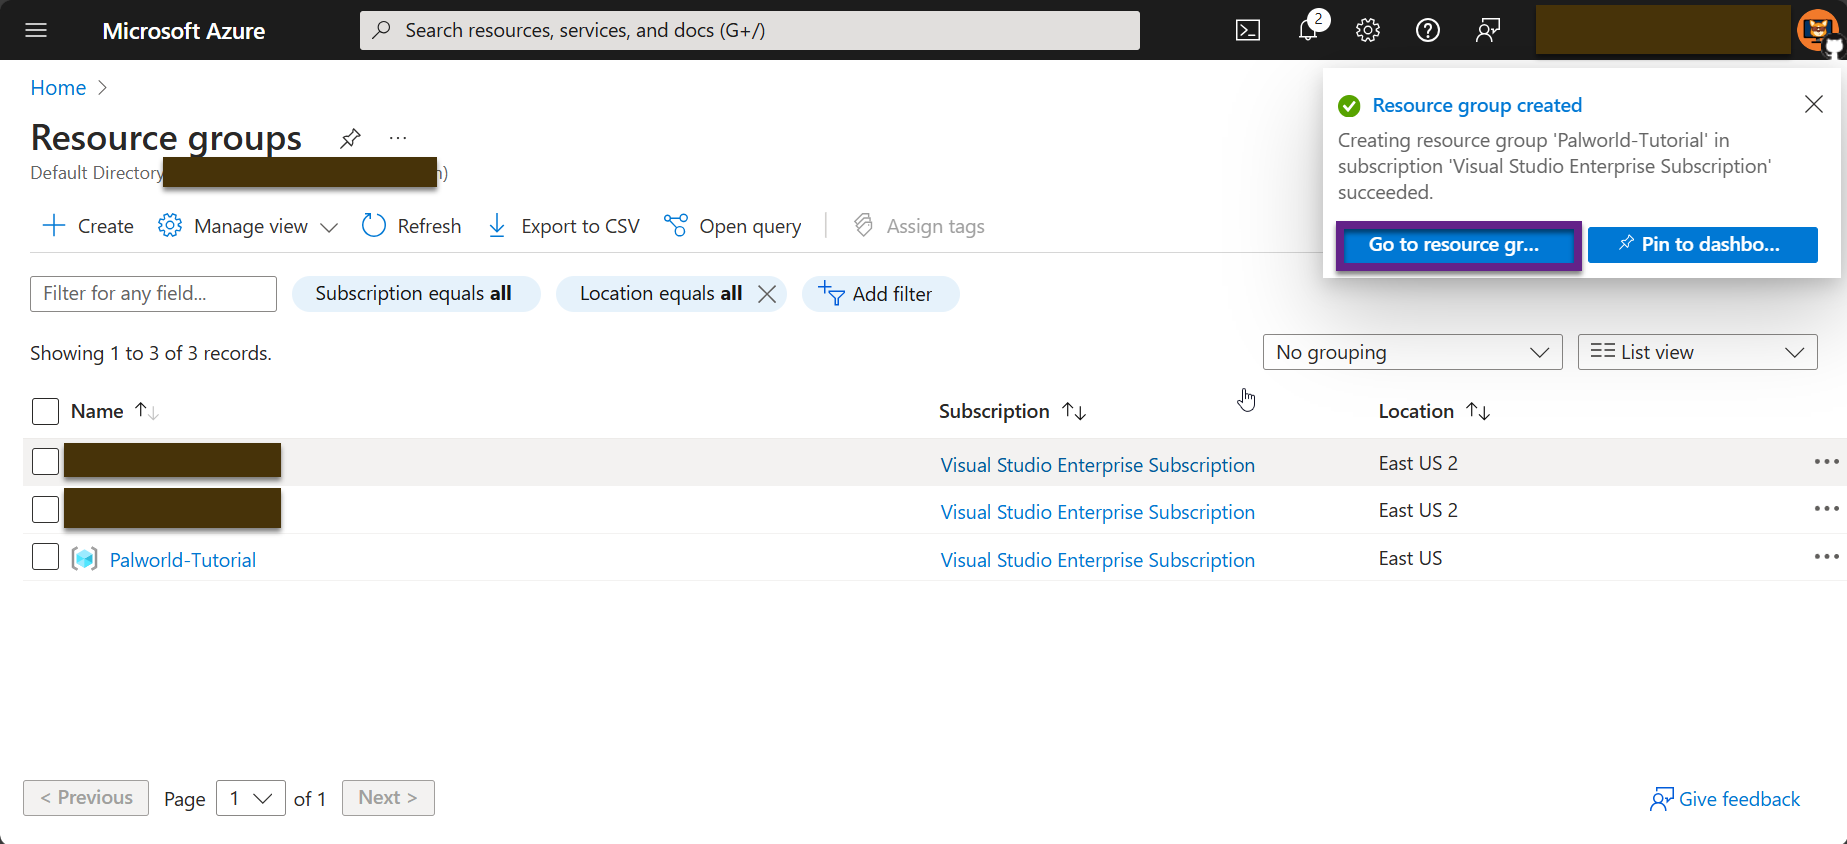 Microsoft Azure
Search resources, services, and docs (G+/)
2
Home
Resource groups
Default Directory
Resource group created
Creating resource group 'Palworld-Tutorial' in
subscription 'Visual Studio Enterprise Subscription'
succeeded.
Go to resource gr...
Pin to dashbo...
Create
Manage view
Refresh
Export to CSV
Open query
Assign tags
Filter for any field...
Subscription equals all
Location equals all
Add filter
Showing 1 to 3 of 3 records.
No grouping
List view
Name
Subscription
Location
Visual Studio Enterprise Subscription
East US 2
Visual Studio Enterprise Subscription
East US 2
Palworld-Tutorial
Visual Studio Enterprise Subscription
East US
< Previous
Page
1
of 1
Next >
Give feedback